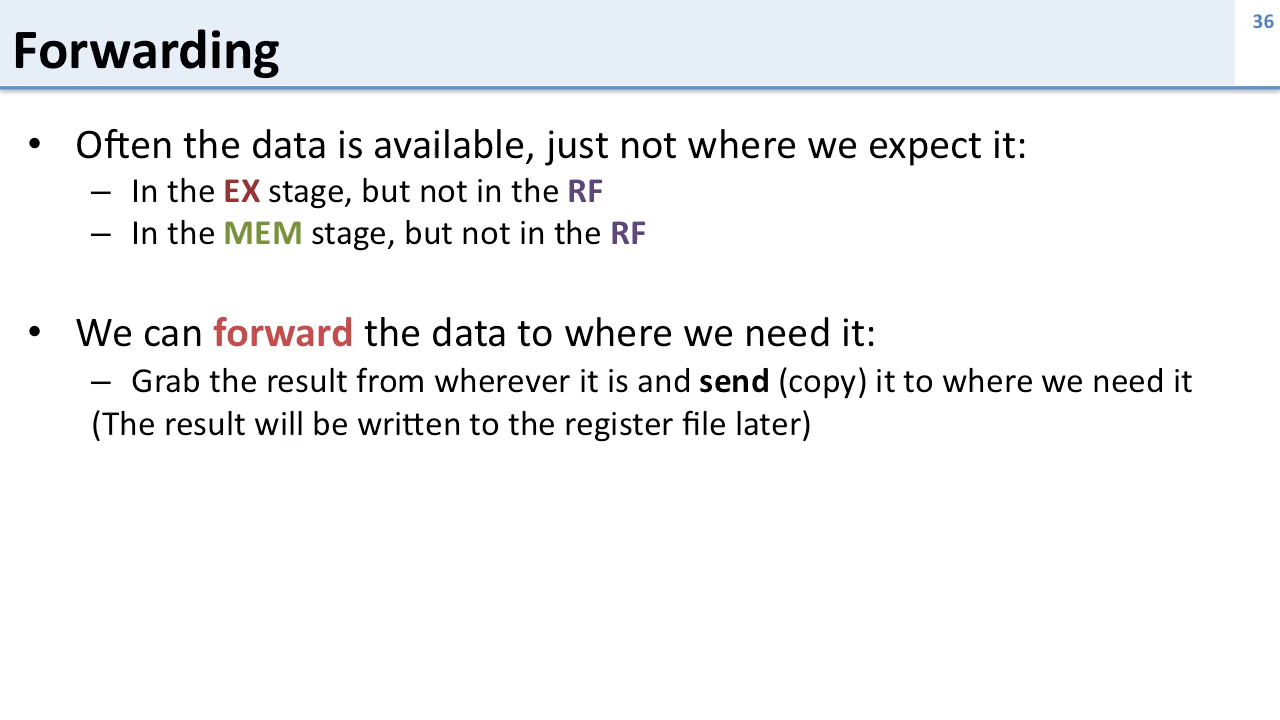 36
Forwarding
• Often the data is available, just not where we expect it:
– In the EX stage, but not in the RF
– In the MEM stage, but not in the RF
• We can forward the data to where we need it:
– Grab the result from wherever it is and send (copy) it to where we need it
(The result will be written to the register file later)